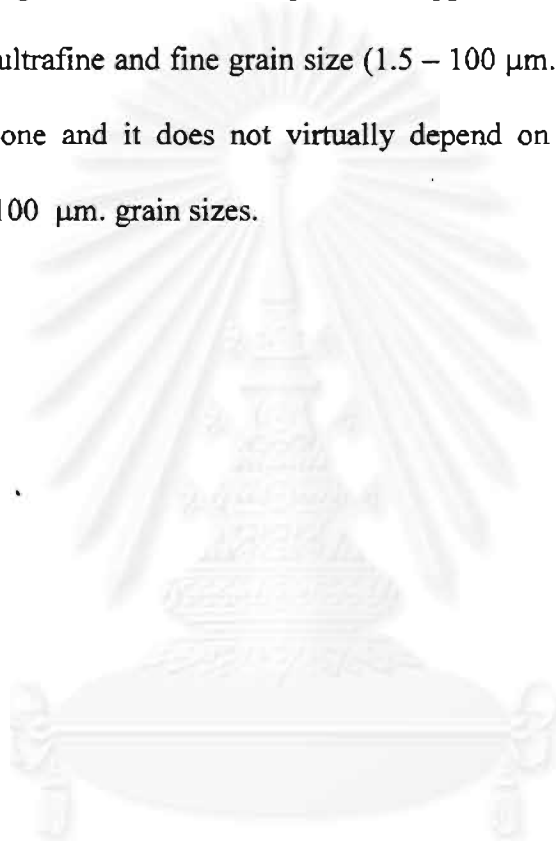 ultrafine and fine grain size (1.5 – 100 μm.
one and it does not virtually depend on
100 μm. grain sizes.